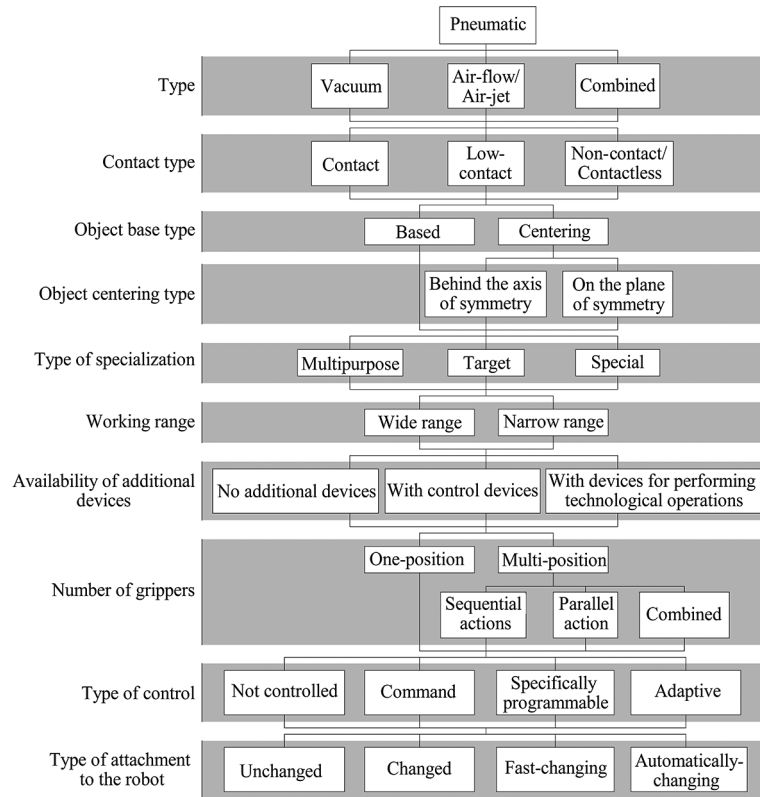 Pneumatic
Type
Vacuum
Air-flow/
Air-jet
Combined
Contact type
Contact
Low-
contact
Non-contact/
Contactless
Object base type
Based
Centering
Object centering type
Behind the axis
of symmetry
On the plane
of symmetry
Type of specialization
Multipurpose
Target
Special
Working range
Wide range
Narrow range
Availability of additional
devices
No additional devices
With control devices
With devices for performing
technological operations
Number of grippers
One-position
Multi-position
Sequential
actions
Parallel
action
Combined
Type of control
Not controlled
Command
Specifically
programmable
Adaptive
Type of attachment
to the robot
Unchanged
Changed
Fast-changing
Automatically-
changing